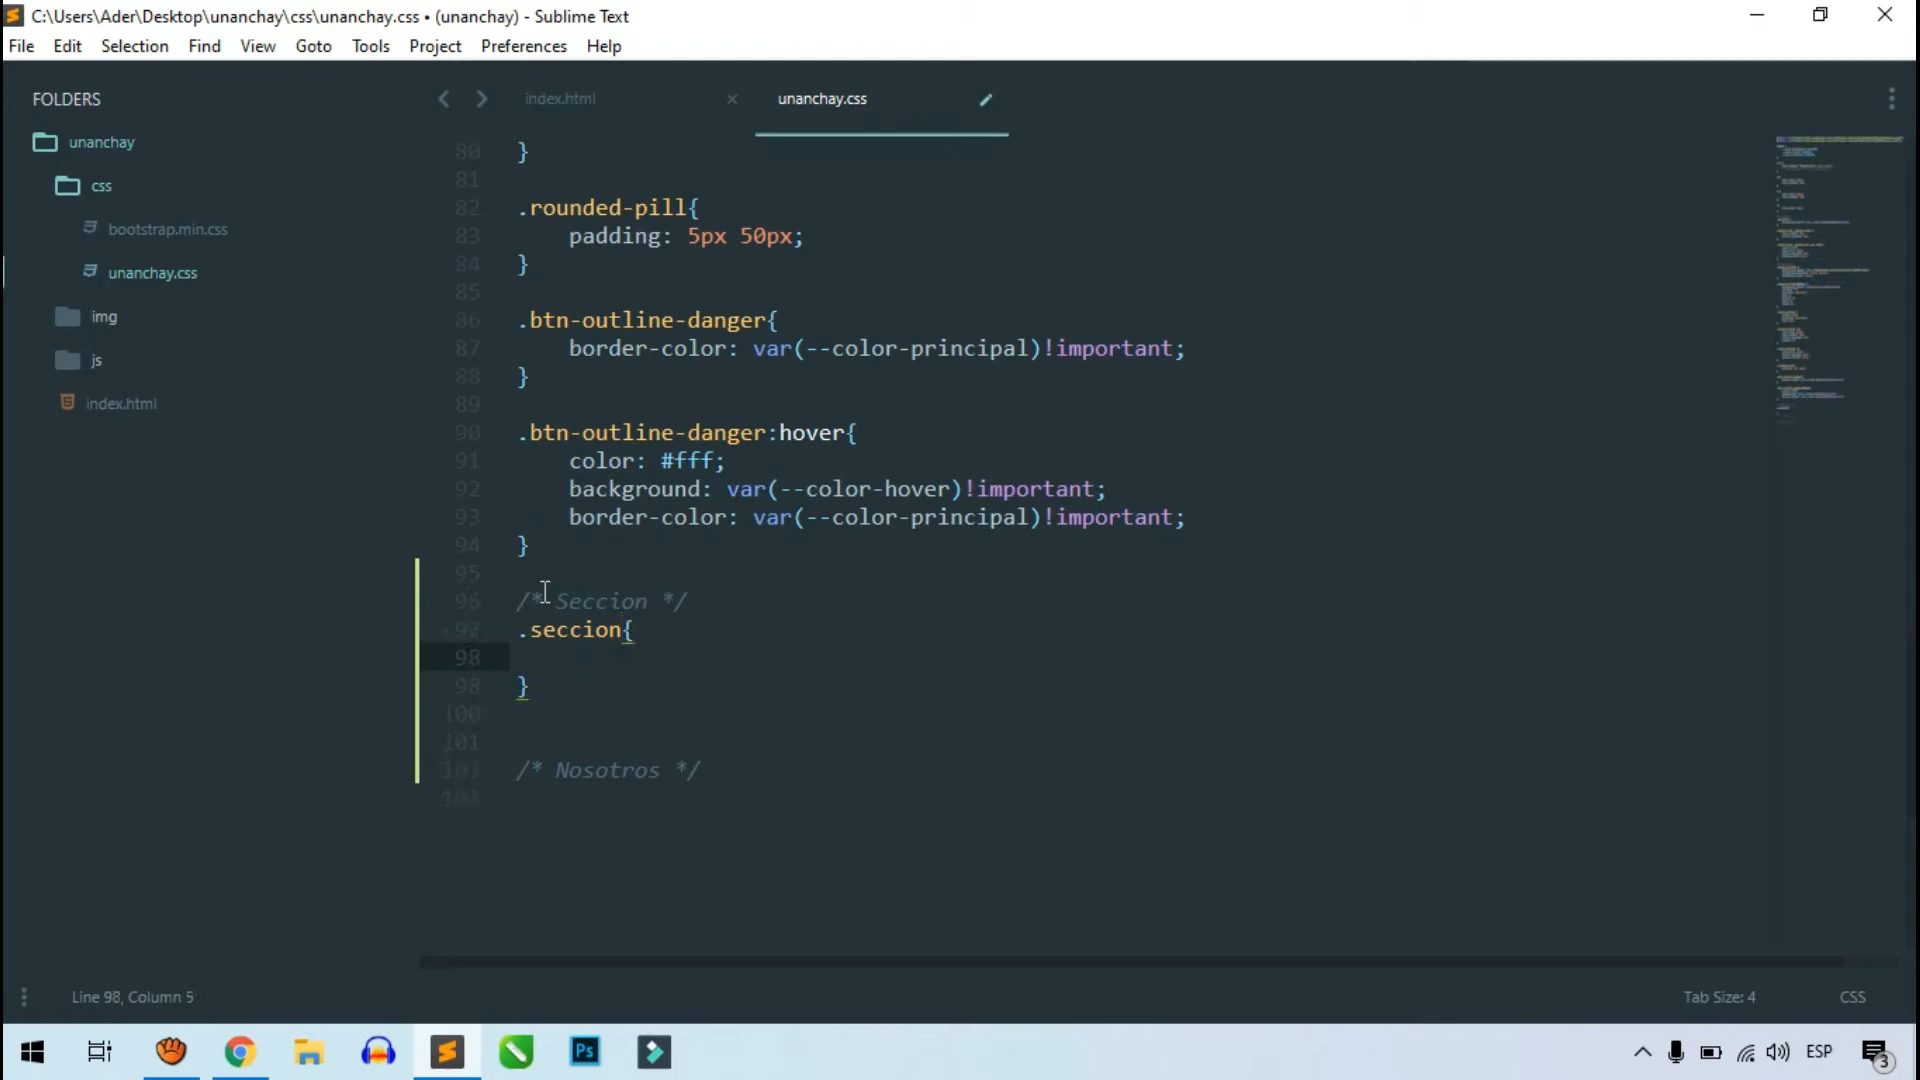 C:\Users\Ader\Desktop\unanchay\css\unanchay.css • (unanchay) - Sublime Text
File Edit Selection Find View Goto Tools Project Preferences Help
FOLDERS
unanchay
css
bootstrap.min.css
unanchay.css
img
js
index.html
index.html
unanchay.css
80 }
81
82 .rounded-pill{
83 padding: 5px 50px;
84 }
85
86 .btn-outline-danger{
87 border-color: var(--color-principal)!important;
88 }
89
90 .btn-outline-danger:hover{
91 color: #fff;
92 background: var(--color-hover)!important;
93 border-color: var(--color-principal)!important;
94 }
95
96 /* Seccion */
97 .seccion{
98
98 }
100
101
/* Nosotros */
Line 98, Column 5
Tab Size: 4
CSS
Ps
ESP
3